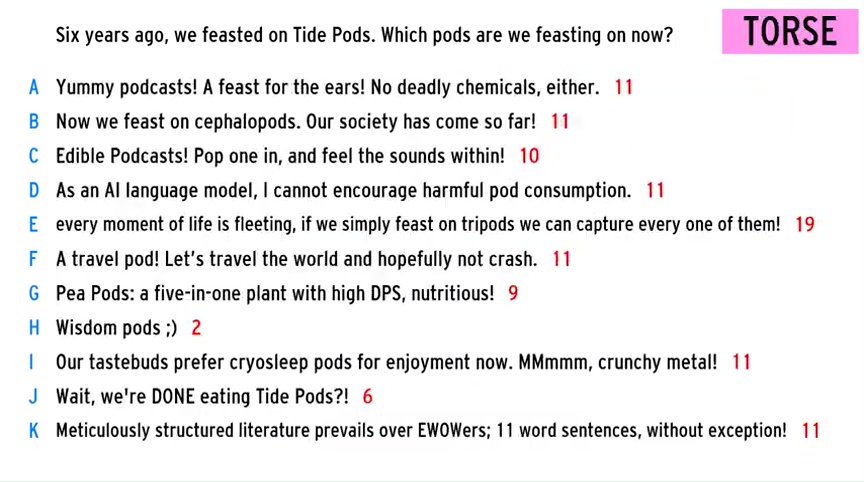 Six years ago, we feasted on Tide Pods. Which pods are we feasting on now?
TORSE
A Yummy podcasts! A feast for the ears! No deadly chemicals, either. 11
B Now we feast on cephalopods. Our society has come so far! 11
C Edible Podcasts! Pop one in, and feel the sounds within! 10
D As an AI language model, I cannot encourage harmful pod consumption. 11
E every moment of life is fleeting, if we simply feast on tripods we can capture every one of them! 19
F A travel pod! Let's travel the world and hopefully not crash. 11
G Pea Pods: a five-in-one plant with high DPS, nutritious! 9
H Wisdom pods ;) 2
I Our tastebuds prefer cryosleep pods for enjoyment now. MMmmm, crunchy metal! 11
J Wait, we're DONE eating Tide Pods?! 6
K Meticulously structured literature prevails over EWOWers; 11 word sentences, without exception! 11